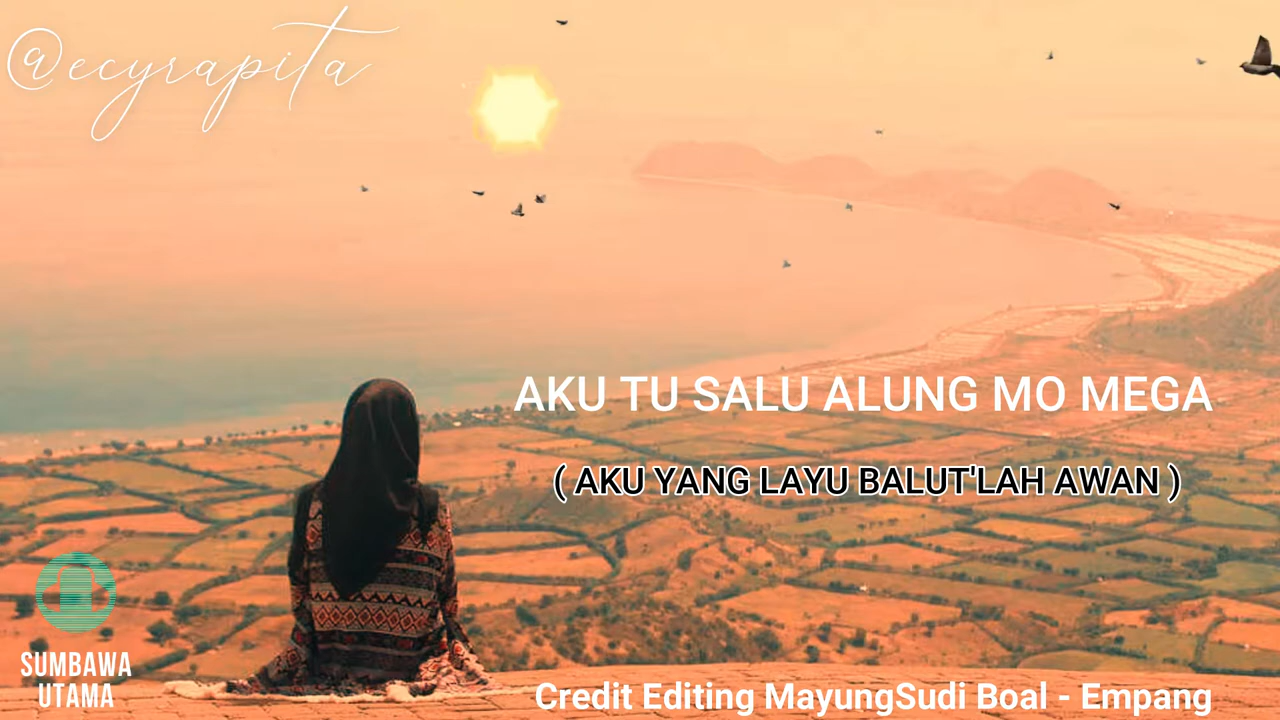 @ecyrapita
AKU TU SALU ALUNG MO MEGA
( AKU YANG LAYU BALUT'LAH AWAN )
SUMBAWA
UTAMA
Credit Editing MayungSudi Boal - Empang